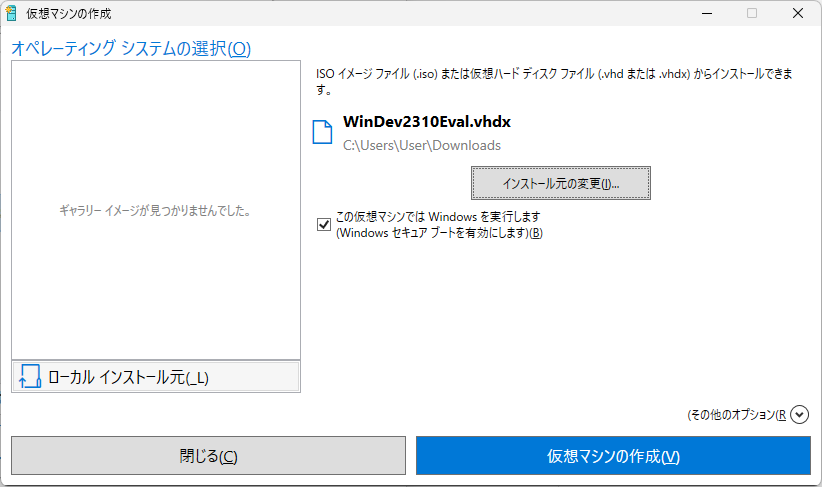 仮想マシンの作成
オペレーティング システムの選択(O)
ISO イメージ ファイル (.iso) または仮想ハード ディスク ファイル (.vhd または .vhdx) からインストールできま
す。
WinDev2310Eval.vhdx
C:\Users\User\Downloads
インストール元の変更(I)...
ギャラリー イメージが見つかりませんでした。
この仮想マシンでは Windows を実行します
(Windows セキュア ブートを有効にします)(B)
ローカル インストール元(_L)
(その他のオプション(R
閉じる(C)
仮想マシンの作成(V)